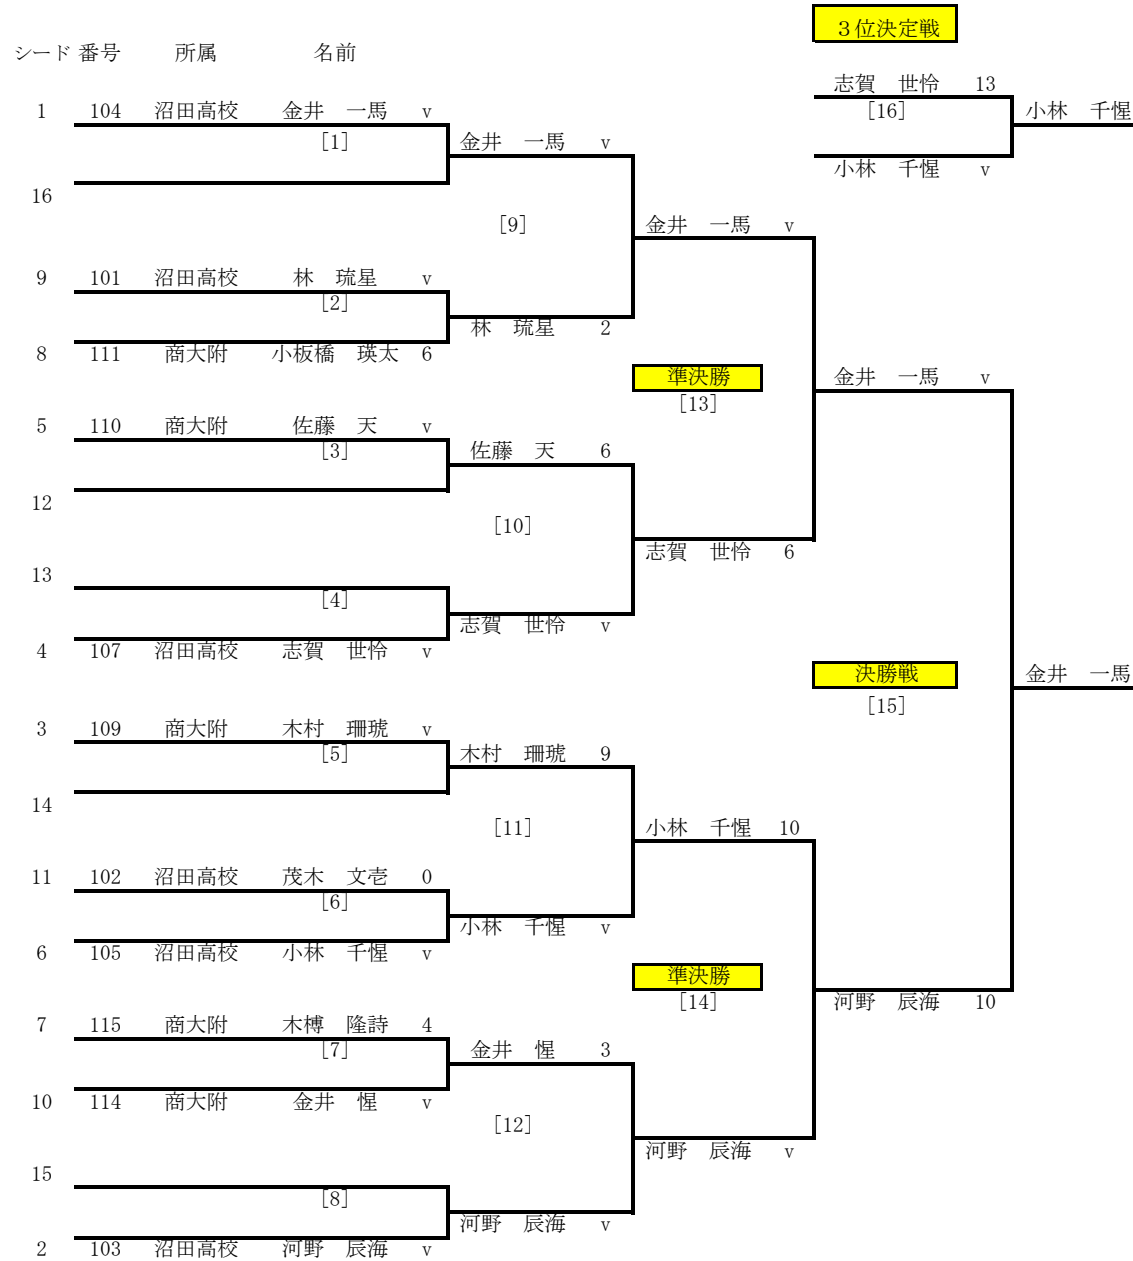 ３位決定戦
シード 番号 所属 名前
志賀 世怜 13
1 104 沼田高校 金井 一馬 v
[16]
小林 千惺
[1]
金井 一馬 v
小林 千惺 v
16
[9]
金井 一馬 v
9 101 沼田高校 林 琉星 v
[2]
林 琉星 2
8 111 商大附 小板橋 瑛太 6
準決勝
金井 一馬 v
[13]
5 110 商大附 佐藤 天 v
[3]
佐藤 天 6
12
[10]
志賀 世怜 6
13
[4]
志賀 世怜 v
4 107 沼田高校 志賀 世怜 v
決勝戦
金井 一馬
[15]
3 109 商大附 木村 珊琥 v
[5]
木村 珊琥 9
14
[11]
小林 千惺 10
11 102 沼田高校 茂木 文壱 0
[6]
小林 千惺 v
6 105 沼田高校 小林 千惺 v
準決勝
[14]
河野 辰海 10
7 115 商大附 木榑 隆詩 4
[7]
金井 惺 3
10 114 商大附 金井 惺 v
[12]
河野 辰海 v
15
[8]
河野 辰海 v
2 103 沼田高校 河野 辰海 v